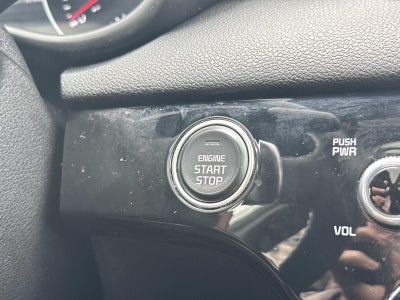 ENGINE
START
STOP
PUSH
PWR
VOL